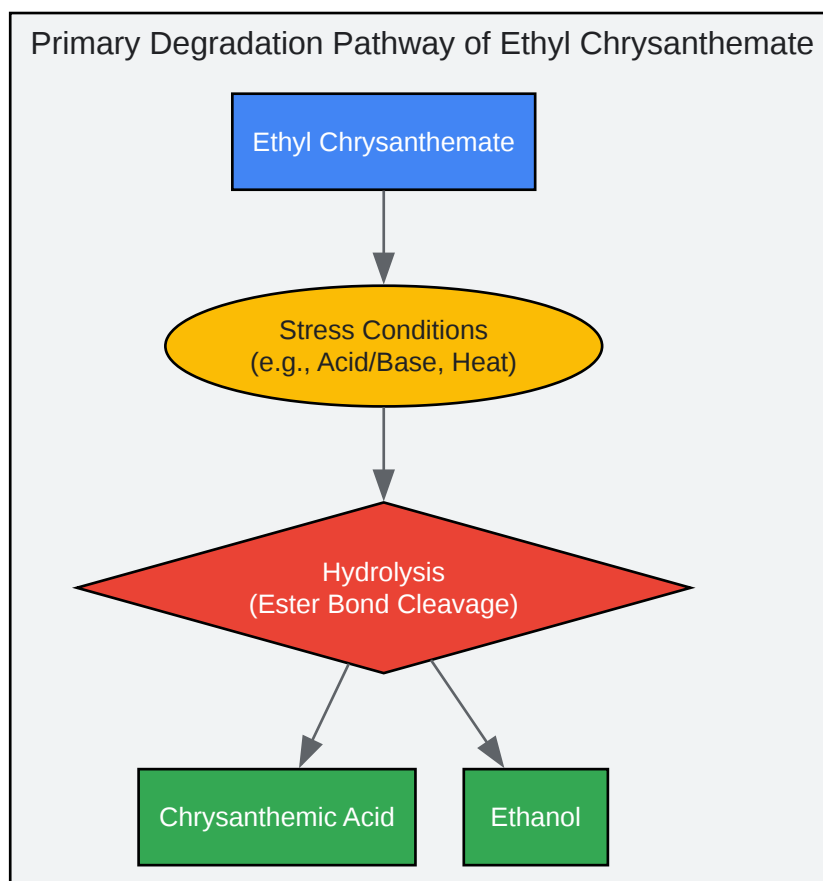 Primary Degradation Pathway of Ethyl Chrysanthemate
Ethyl Chrysanthemate
Stress Conditions
(e.g., Acid/Base, Heat)
Hydrolysis
(Ester Bond Cleavage)
Chrysanthemic Acid
Ethanol